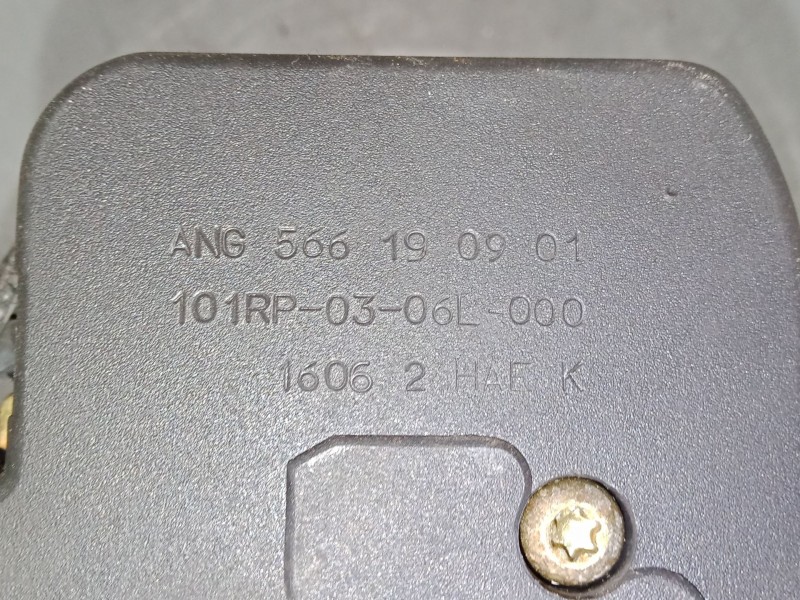 ANG 566 19 09 01
101RP-03-06L-000
1606 2 HAE K